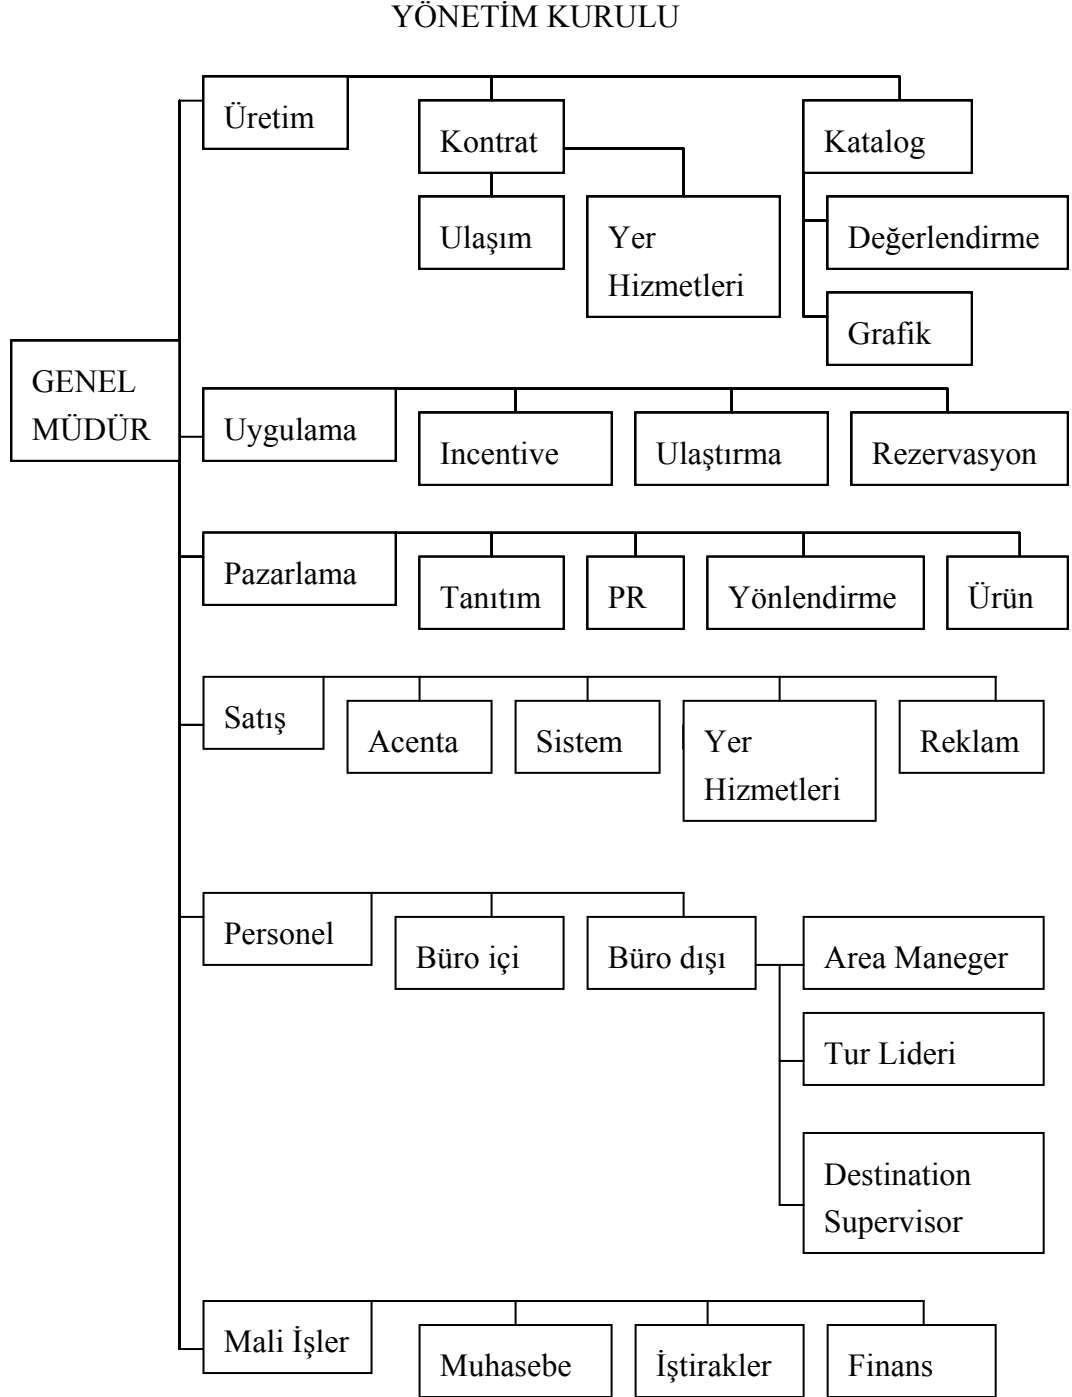 YÖNETİM KURULU
Üretim
Kontrat
Katalog
Ulaşım
Yer
Hizmetleri
Değerlendirme
Grafik
GENEL
MÜDÜR
Uygulama
Incentive
Ulaştırma
Rezervasyon
Pazarlama
Tanıtım
PR
Yönlendirme
Ürün
Satış
Acenta
Sistem
Yer
Hizmetleri
Reklam
Personel
Büro içi
Büro dışı
Area Maneger
Tur Lideri
Destination
Supervisor
Mali İşler
Muhasebe
İştirakler
Finans